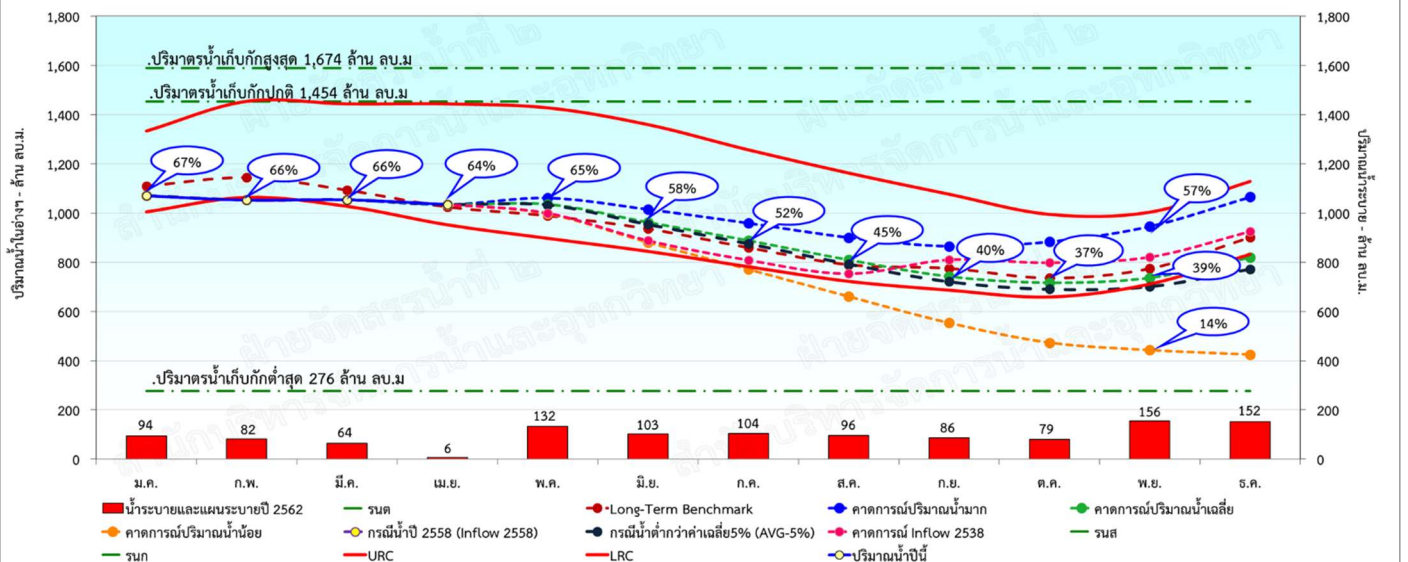 1,800
1,600
1,400
1,200
1,000
800
600
400
200
0
ปริมาณน้ำในอ่างฯ - ล้าน ลบ.ม.
.ปริมาตรน้ำเก็บกักสูงสุด 1,674 ล้าน ลบ.ม
.ปริมาตรน้ำเก็บกักปกติ 1,454 ล้าน ลบ.ม
67% 66% 66% 64% 65% 58% 52% 45% 40% 37% 57%
39%
14%
.ปริมาตรน้ำเก็บกักต่ำสุด 276 ล้าน ลบ.ม
94 82 64 6 132 103 104 96 86 79 156 152
ม.ค. ก.พ. มี.ค. เม.ย. พ.ค. มิ.ย. ก.ค. ส.ค. ก.ย. ต.ค. พ.ย. ธ.ค.
1,800
1,600
1,400
1,200
1,000
800
600
400
200
0
ปริมาณน้ำระบาย - ล้าน ลบ.ม.
น้ำระบายและแผนระบายปี 2562 รนต Long-Term Benchmark คาดการณ์ปริมาณน้ำมาก คาดการณ์ปริมาณน้ำเฉลี่ย
คาดการณ์ปริมาณน้ำน้อย กรณีน้ำปี 2558 (Inflow 2558) กรณีน้ำต่ำกว่าค่าเฉลี่ย5% (AVG-5%) คาดการณ์ Inflow 2538 รนส
รนก URC LRC ปริมาณน้ำปีนี้